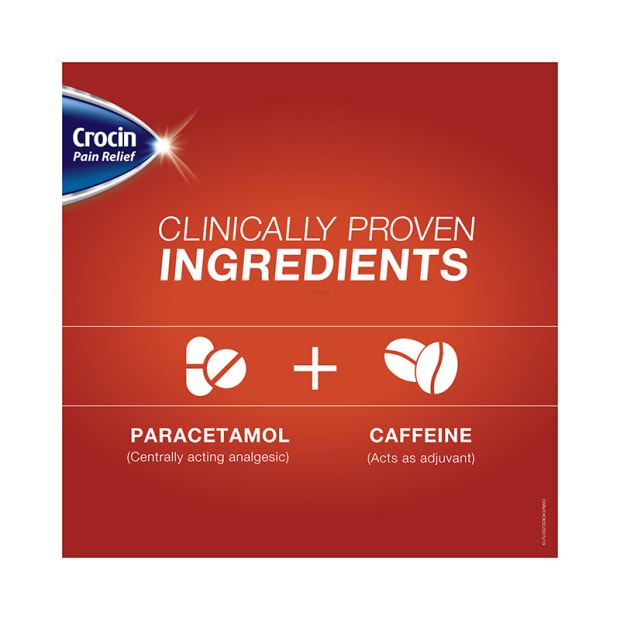 Crocin
Pain Relief
CLINICALLY PROVEN
INGREDIENTS
PARACETAMOL
(Centrally acting analgesic)
CAFFEINE
(Acts as adjuvant)